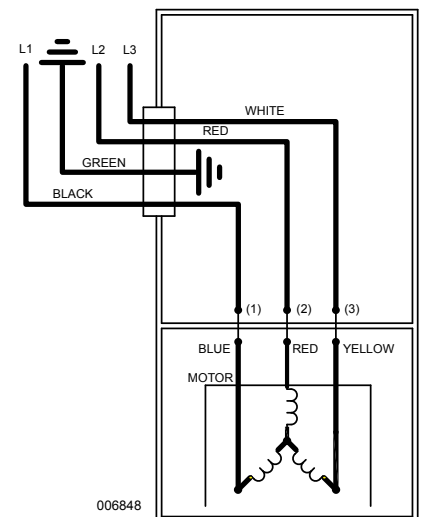 L1 L2 L3
WHITE
RED
GREEN
BLACK
(1) (2) (3)
BLUE RED YELLOW
MOTOR
006848